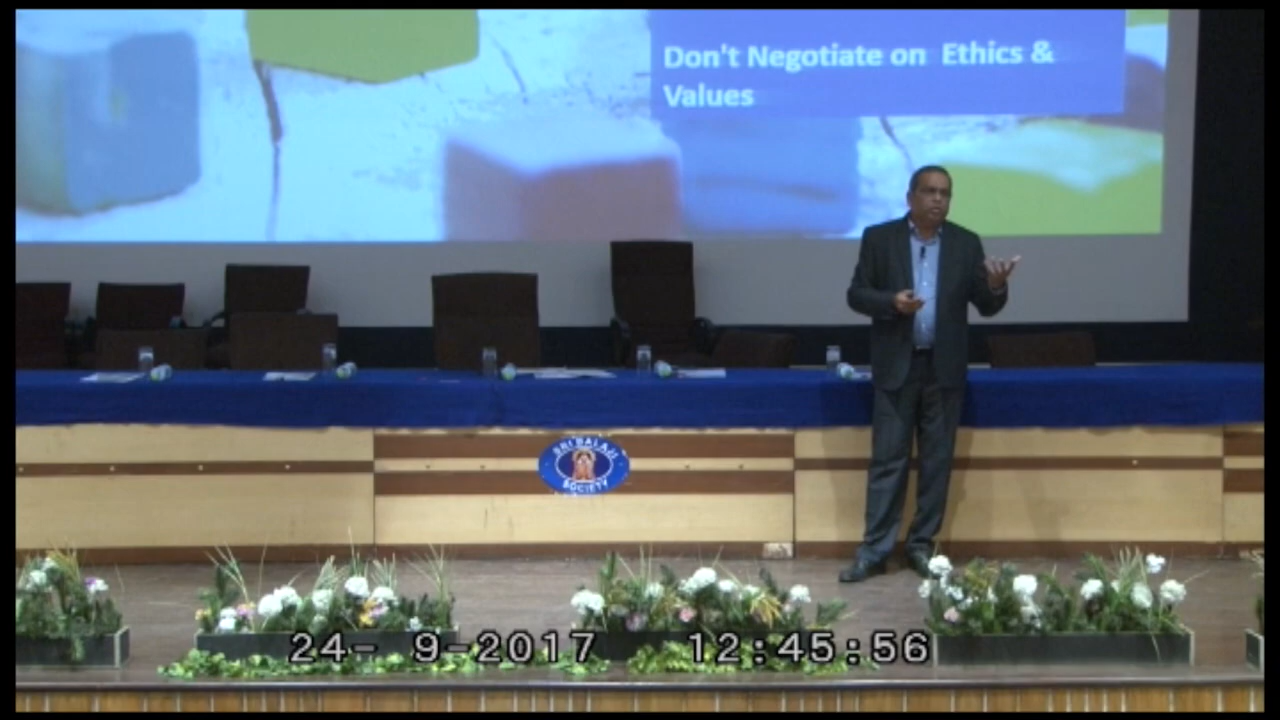 Don't Negotiate on Ethics &
Values
SRI BALAJI
SOCIETY
24- 9-2017 12:45:56